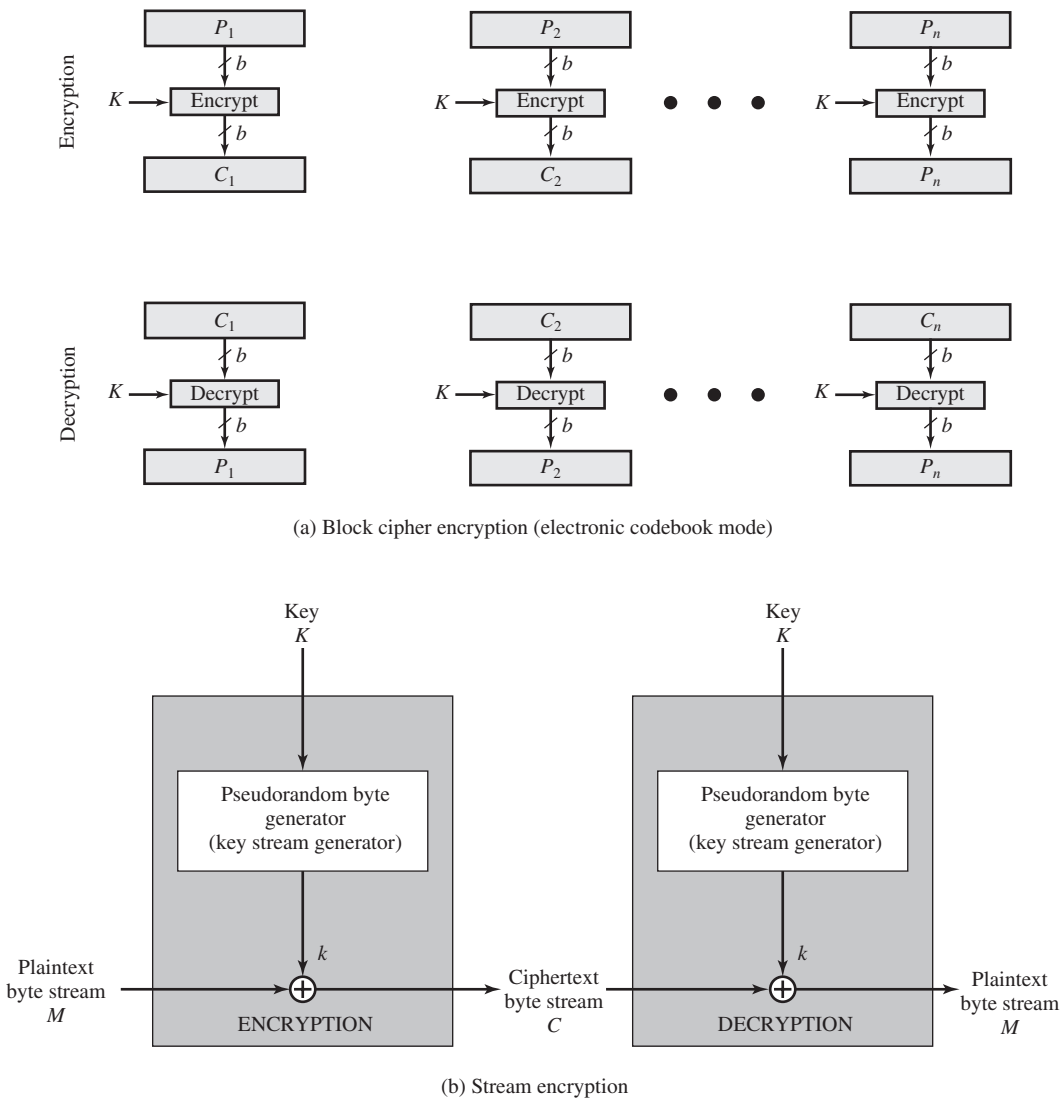 P1 P2 Pn
Encryption
b b b
K Encrypt K Encrypt K Encrypt
b b b
C1 C2 Pn
C1 C2 Cn
Decryption
b b b
K Decrypt K Decrypt K Decrypt
b b b
P1 P2 Pn
(a) Block cipher encryption (electronic codebook mode)
Key
K
Key
K
Pseudorandom byte
generator
(key stream generator)
Pseudorandom byte
generator
(key stream generator)
k
k
Plaintext
byte stream
M
ENCRYPTION
Ciphertext
byte stream
C
DECRYPTION
Plaintext
byte stream
M
(b) Stream encryption